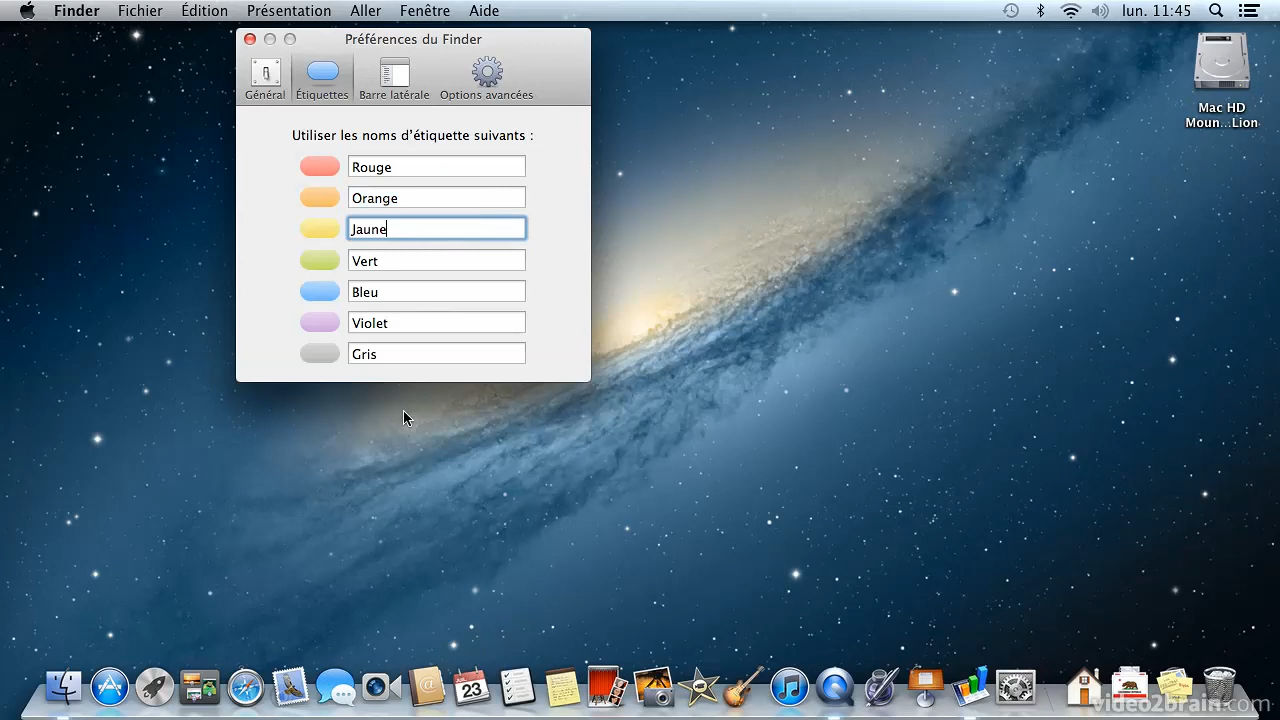 Finder Fichier Édition Présentation Aller Fenêtre Aide lun. 11:45
Préférences du Finder
Général Étiquettes Barre latérale Options avancées
Utiliser les noms d'étiquette suivants :
Rouge
Orange
Jaune
Vert
Bleu
Violet
Gris
Mac HD
Moun...Lion
23
video2brain.com